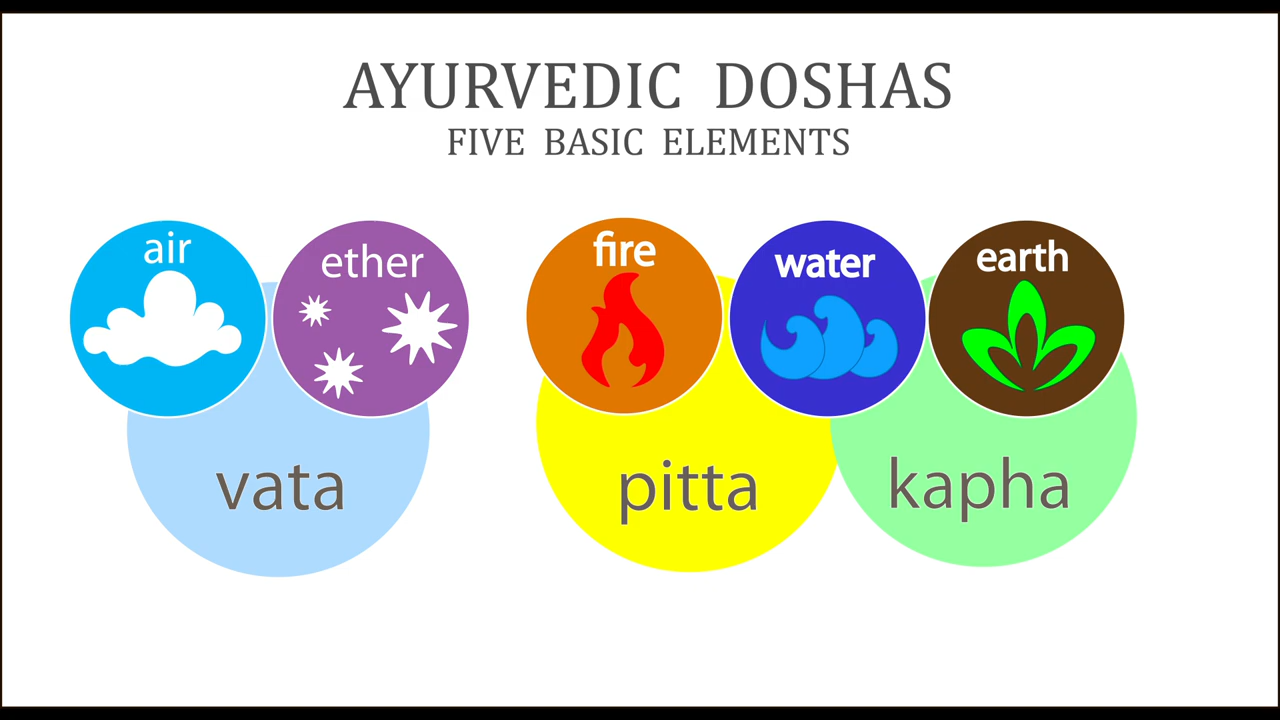 AYURVEDIC DOSHAS
FIVE BASIC ELEMENTS
air
ether
fire
water
earth
vata
pitta
kapha